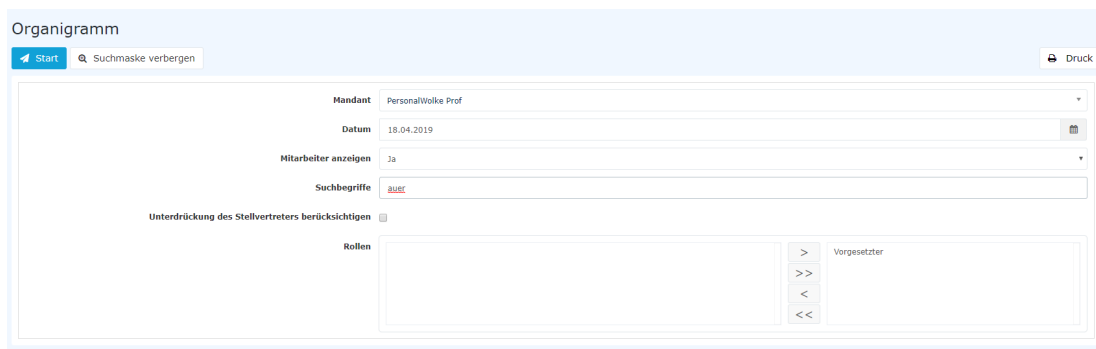 Organigramm
Start Suchmaske verbergen Druck
Mandant PersonalWolke Prof
Datum 18.04.2019
Mitarbeiter anzeigen Ja
Suchbegriffe auer
Unterdrückung des Stellvertreters berücksichtigen
Rollen > Vorgesetzter
>>
<
<<